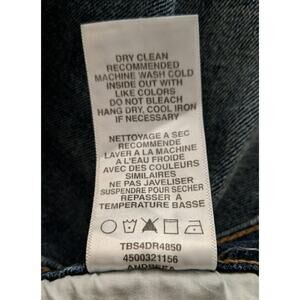 DRY CLEAN
RECOMMENDED
MACHINE WASH COLD
INSIDE OUT WITH
LIKE COLORS
DO NOT BLEACH
HANG DRY, COOL IRON
IF NECESSARY
NETTOYAGE A SEC
RECOMMENDE
LAVER A LA MACHINE
A L'EAU FROIDE
AVEC DES COULEURS
SIMILAIRES
NE PAS JAVELISER
SUSPENDRE POUR SECHER
REPASSER A
TEMPERATURE BASSE
TBS4DR4850
4500321156
ANDREEA